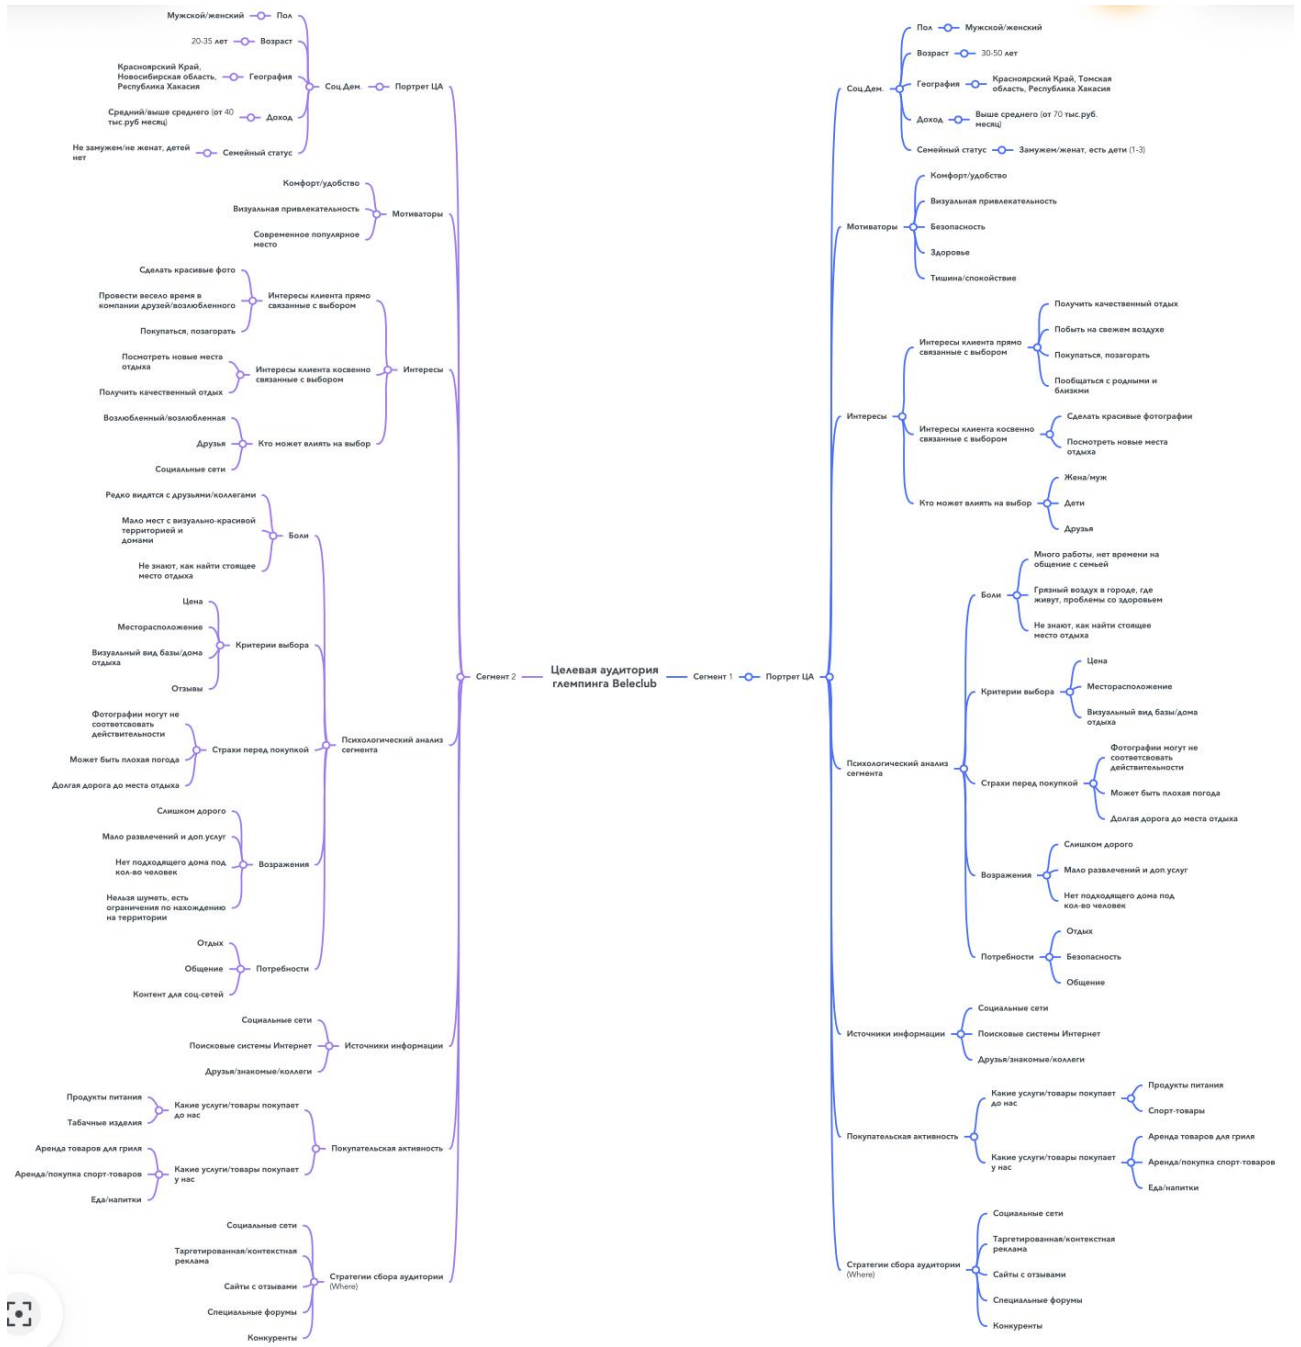 Целевая аудитория
глемпинга Beleclub
Сегмент 1
Портрет ЦА
Соц.Дем.
Пол
Мужской/женский
Возраст
30-50 лет
География
Красноярский Край, Томская
область, Республика Хакасия
Доход
Выше среднего (от 70 тыс.руб.
месяц)
Семейный статус
Замужем/женат, есть дети (1-3)
Мотиваторы
Комфорт/удобство
Визуальная привлекательность
Безопасность
Здоровье
Тишина/спокойствие
Интересы
Интересы клиента прямо
связанные с выбором
Получить качественный отдых
Побыть на свежем воздухе
Покупаться, позагорать
Пообщаться с родными и
близкми
Интересы клиента косвенно
связанные с выбором
Сделать красивые фотографии
Посмотреть новые места
отдыха
Кто может влиять на выбор
Жена/муж
Дети
Друзья
Психологический анализ
сегмента
Боли
Много работы, нет времени на
общение с семьей
Грязный воздух в городе, где
живут, проблемы со здоровьем
Не знают, как найти стоящее
место отдыха
Критерии выбора
Цена
Месторасположение
Визуальный вид базы/дома
отдыха
Страхи перед покупкой
Фотографии могут не
соответсвовать
действительности
Может быть плохая погода
Долгая дорога до места отдыха
Возражения
Слишком дорого
Мало развлечений и доп.услуг
Нет подходящего дома под
кол-во человек
Потребности
Отдых
Безопасность
Общение
Источники информации
Социальные сети
Поисковые системы Интернет
Друзья/знакомые/коллеги
Покупательская активность
Какие услуги/товары покупает
до нас
Продукты питания
Спорт-товары
Какие услуги/товары покупает
у нас
Аренда товаров для гриля
Аренда/покупка спорт-товаров
Еда/напитки
Стратегии сбора аудитории
(Where)
Социальные сети
Таргетированная/контекстная
реклама
Сайты с отзывами
Специальные форумы
Конкуренты
Сегмент 2
Портрет ЦА
Соц.Дем.
Пол
Мужской/женский
Возраст
20-35 лет
География
Красноярский Край,
Новосибирская область,
Республика Хакасия
Доход
Средний/выше среднего (от 40
тыс.руб месяц)
Семейный статус
Не замужем/не женат, детей
нет
Мотиваторы
Комфорт/удобство
Визуальная привлекательность
Современное популярное
место
Интересы
Интересы клиента прямо
связанные с выбором
Сделать красивые фото
Провести весело время в
компании друзей/возлюбленного
Покупаться, позагорать
Интересы клиента косвенно
связанные с выбором
Посмотреть новые места
отдыха
Получить качественный отдых
Кто может влиять на выбор
Возлюбленный/возлюбленная
Друзья
Социальные сети
Психологический анализ
сегмента
Боли
Редко видятся с друзьями/коллегами
Мало мест с визуально-красивой
территорией и
домами
Не знают, как найти стоящее
место отдыха
Критерии выбора
Цена
Месторасположение
Визуальный вид базы/дома
отдыха
Отзывы
Страхи перед покупкой
Фотографии могут не
соответсвовать
действительности
Может быть плохая погода
Долгая дорога до места отдыха
Возражения
Слишком дорого
Мало развлечений и доп.услуг
Нет подходящего дома под
кол-во человек
Нельзя шуметь, есть
ограничения по нахождению
на территории
Потребности
Отдых
Общение
Контент для соц-сетей
Источники информации
Социальные сети
Поисковые системы Интернет
Друзья/знакомые/коллеги
Покупательская активность
Какие услуги/товары покупает
до нас
Продукты питания
Табачные изделия
Какие услуги/товары покупает
у нас
Аренда товаров для гриля
Аренда/покупка спорт-товаров
Еда/напитки
Стратегии сбора аудитории
(Where)
Социальные сети
Таргетированная/контекстная
реклама
Сайты с отзывами
Специальные форумы
Конкуренты